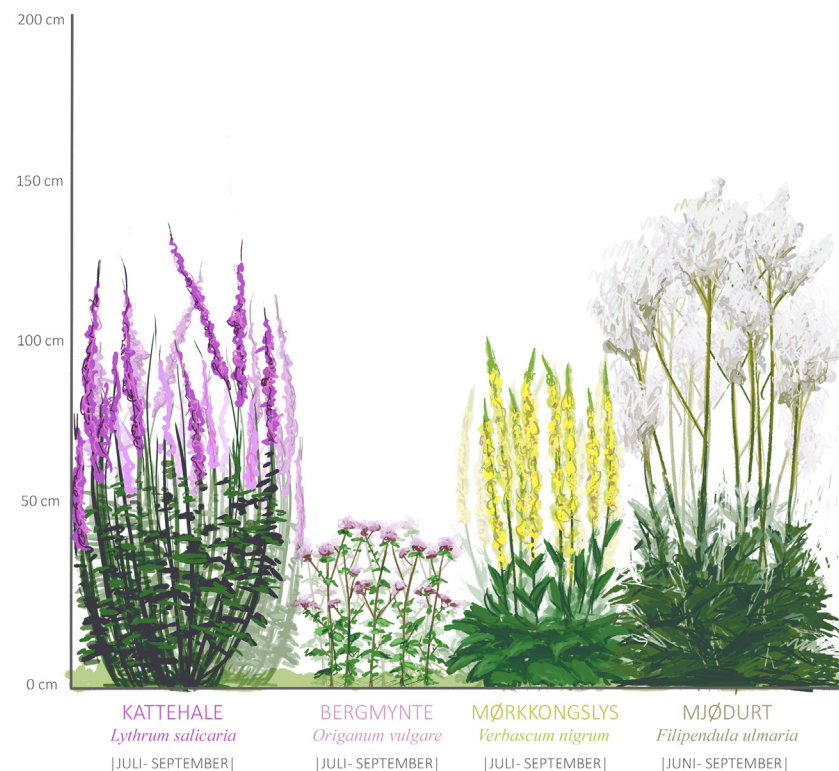 200 cm
150 cm
100 cm
50 cm
0 cm
KATTEHALE
Lythrum salicaria
|JULI- SEPTEMBER|
BERGMYNTE
Origanum vulgare
|JULI- SEPTEMBER|
MØRKKONGSLYS
Verbascum nigrum
|JULI- SEPTEMBER|
MJØDURT
Filipendula ulmaria
|JUNI- SEPTEMBER|